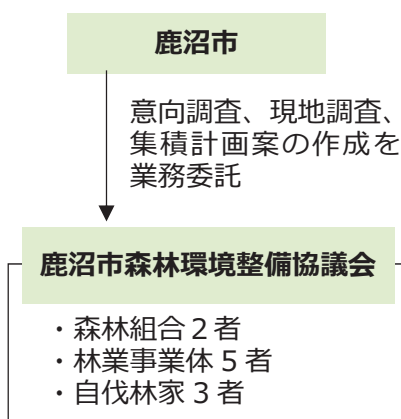 鹿沼市
意向調査、現地調査、
集積計画案の作成を
業務委託
鹿沼市森林環境整備協議会
・森林組合２者
・林業事業体５者
・自伐林家３者